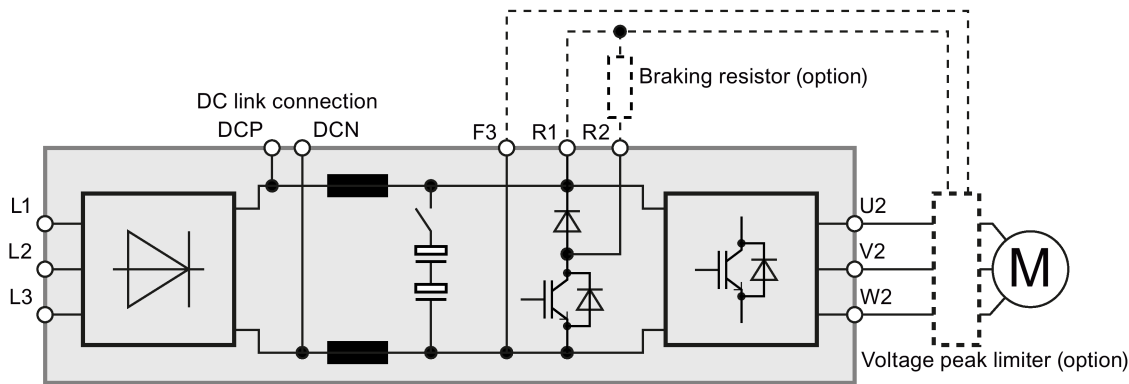 Braking resistor (option)
DC link connection
DCP DCN F3 R1 R2
L1
L2
L3
U2
V2
W2
M
Voltage peak limiter (option)